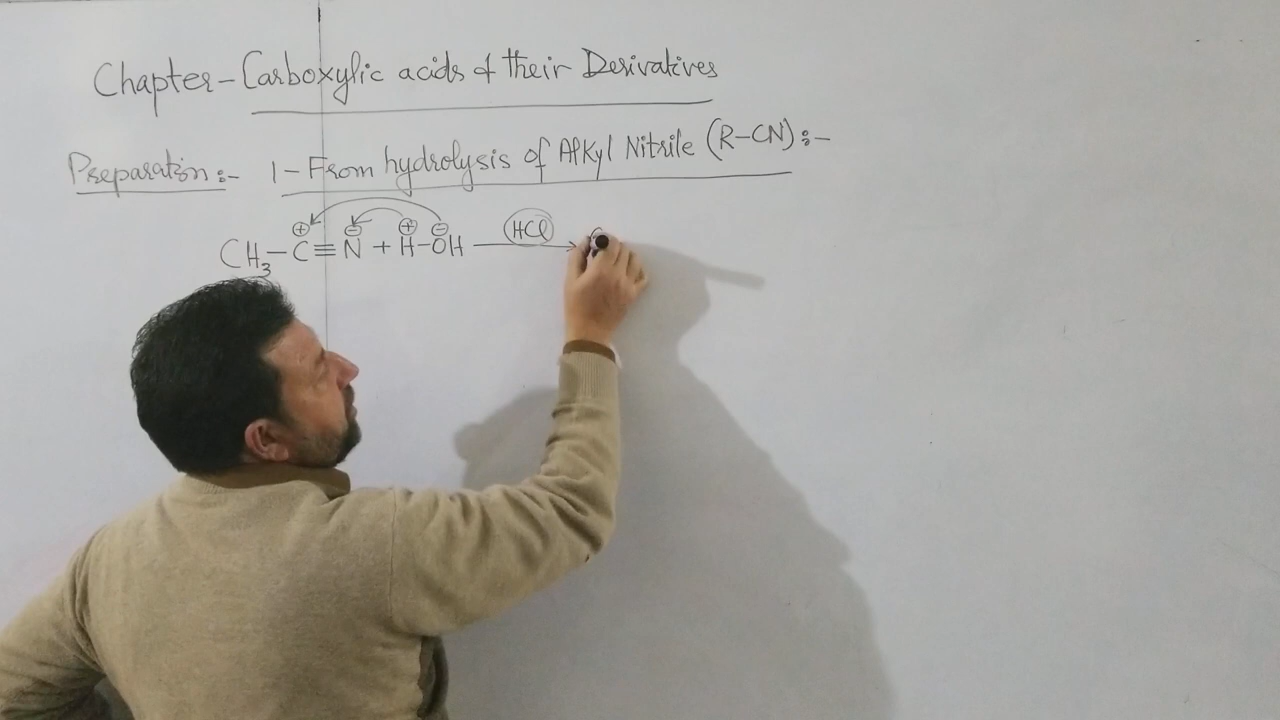 Chapter - Carboxylic acids & their Derivatives
Preparation :- 1 - From hydrolysis of Alkyl Nitrile (R-CN) :-
⊕ ⊖ ⊕ ⊖ HCl
CH₃-C≡N + H-OH → C